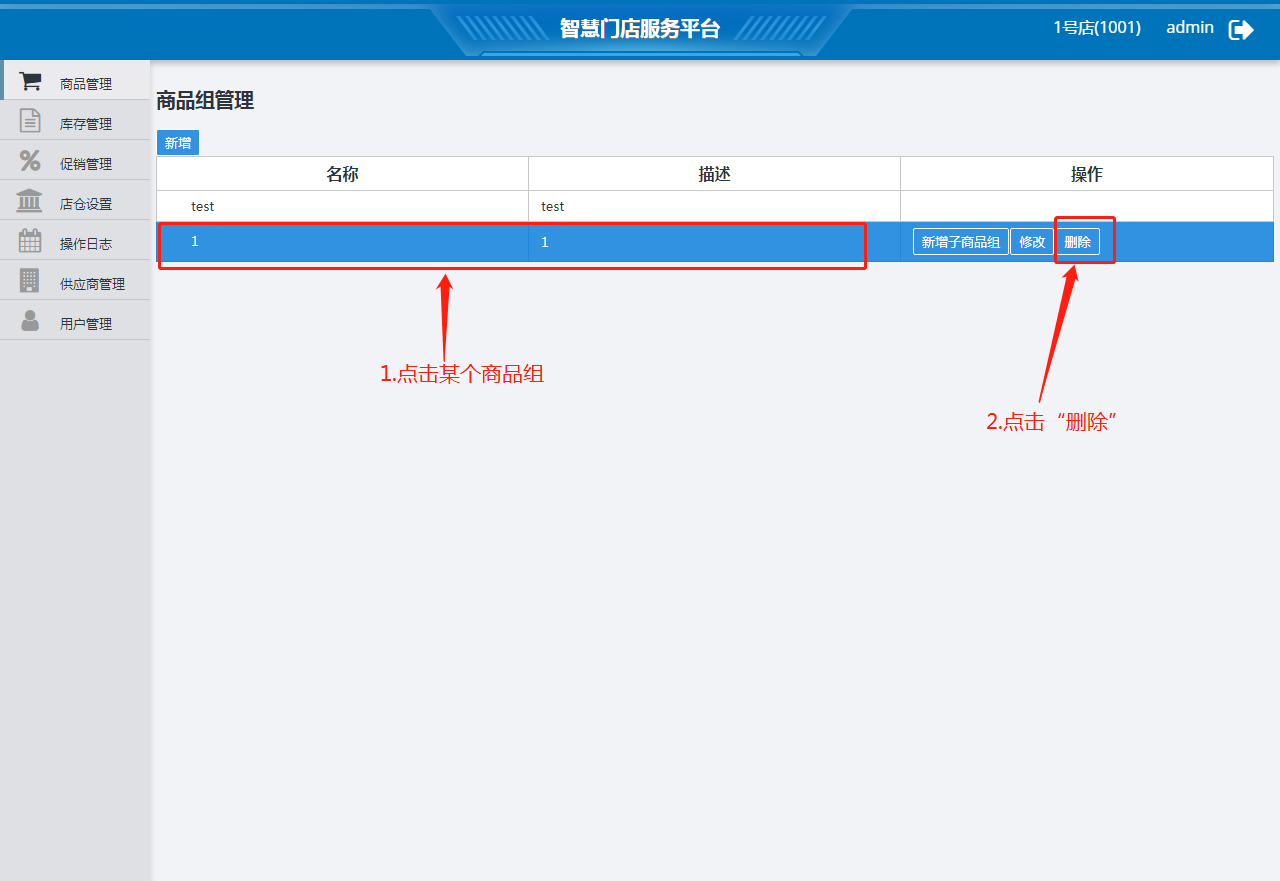 智慧门店服务平台
1号店(1001) admin
商品管理
库存管理
促销管理
店仓设置
操作日志
供应商管理
用户管理
商品组管理
新增
名称 描述 操作
test test
1 1 新增子商品组 修改 删除
1.点击某个商品组
2.点击“删除”